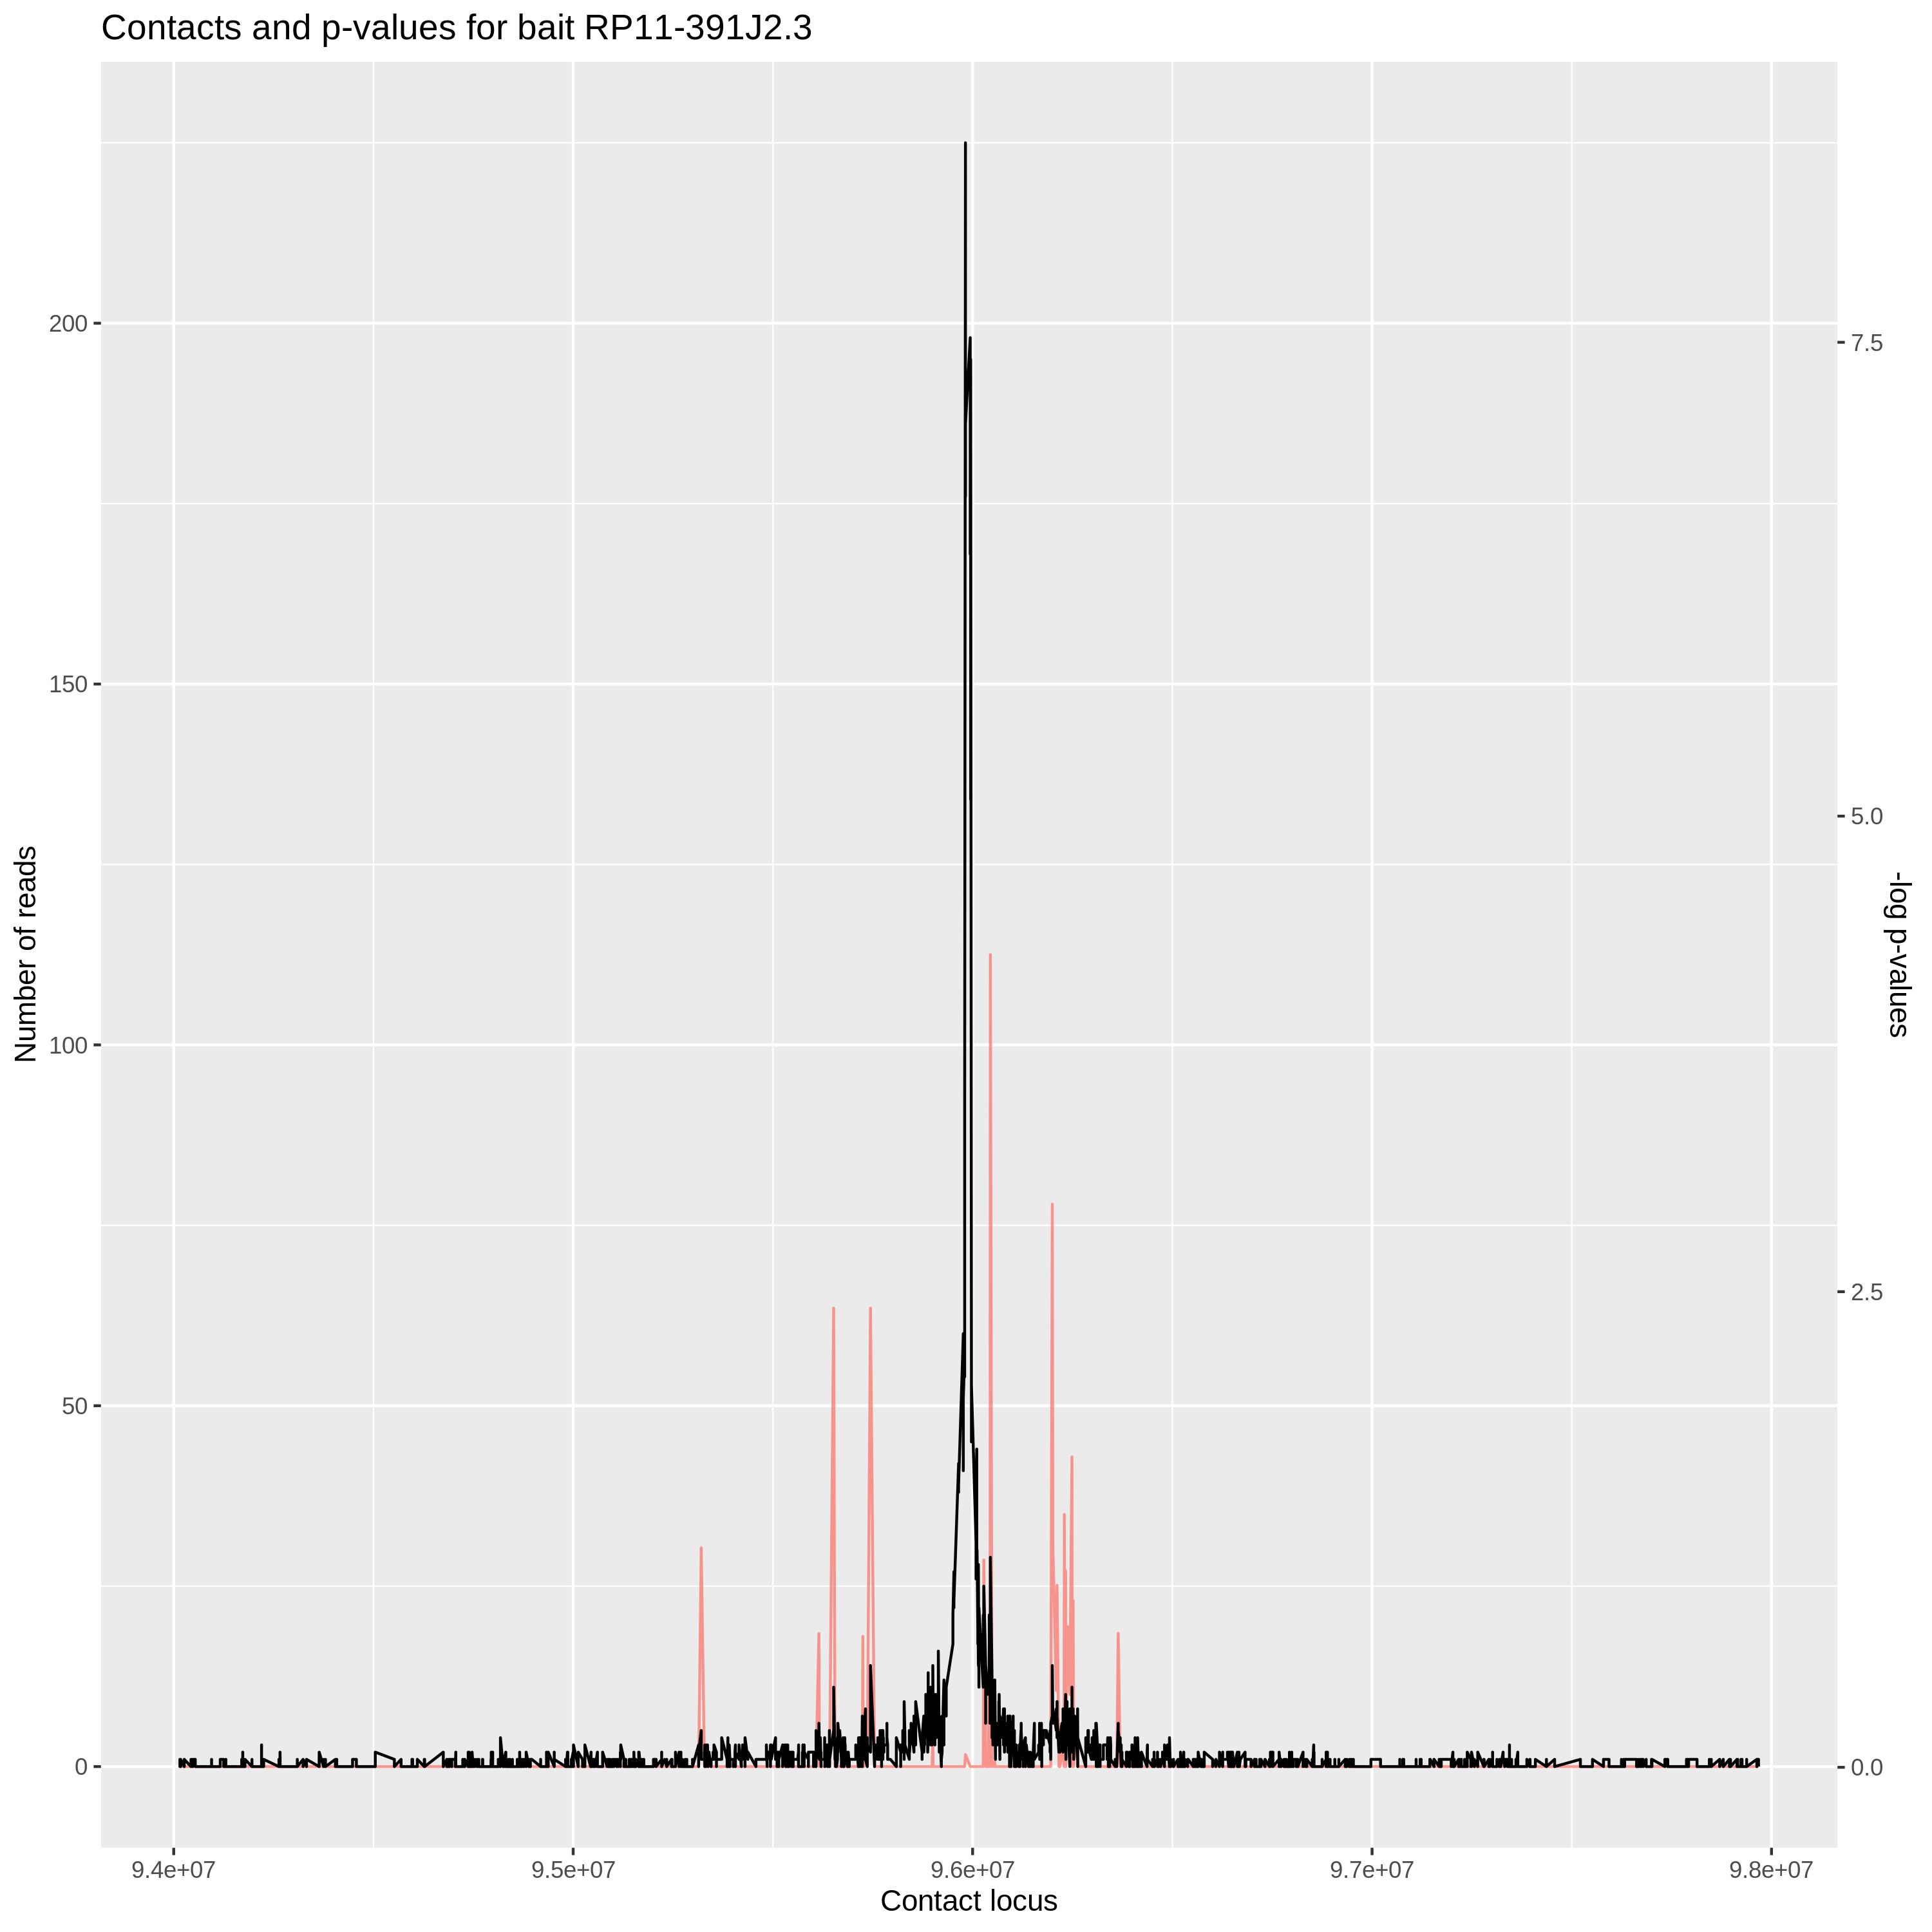 Contacts and p-values for bait RP11-391J2.3
Number of reads
200
150
100
50
0
7.5
5.0
2.5
0.0
-log p-values
9.4e+07
9.5e+07
9.6e+07
9.7e+07
9.8e+07
Contact locus